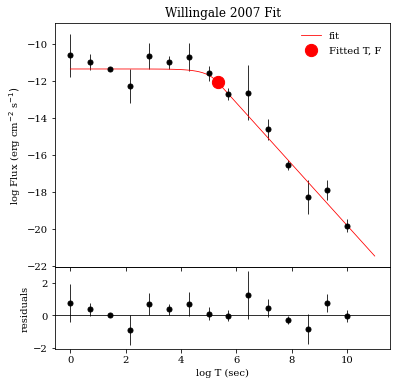 Willingale 2007 Fit
fit
Fitted T, F
log Flux (erg cm⁻² s⁻¹)
−10
−12
−14
−16
−18
−20
−22
residuals
2
0
−2
0
2
4
6
8
10
log T (sec)